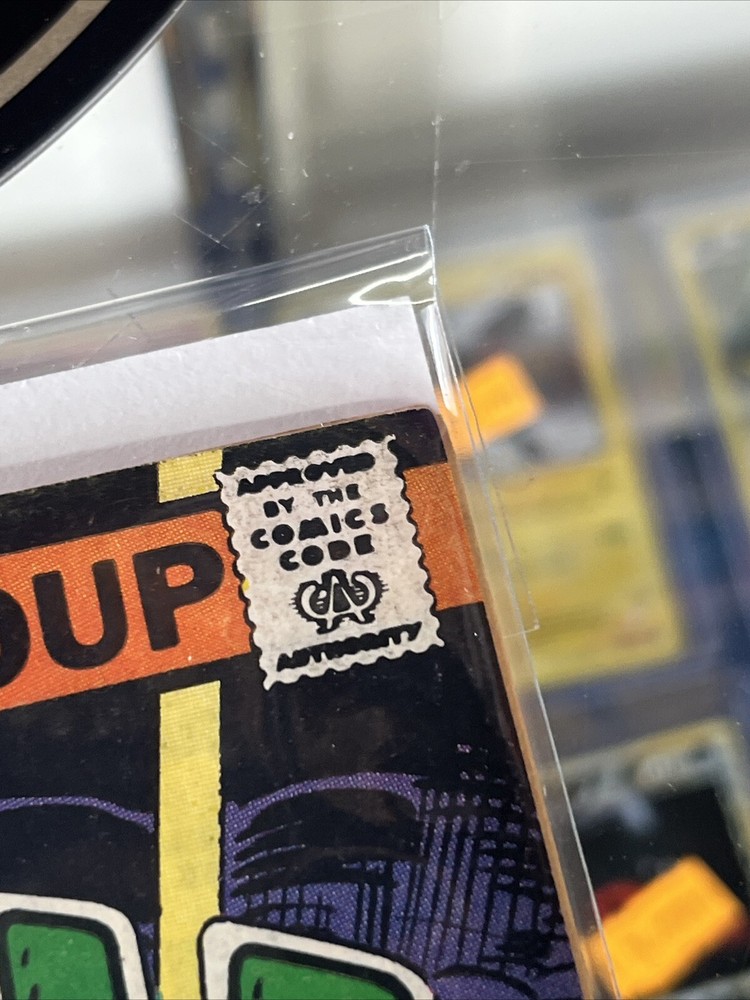 OUP
APPROVED
BY THE
COMICS
CODE
A
AUTHORITY